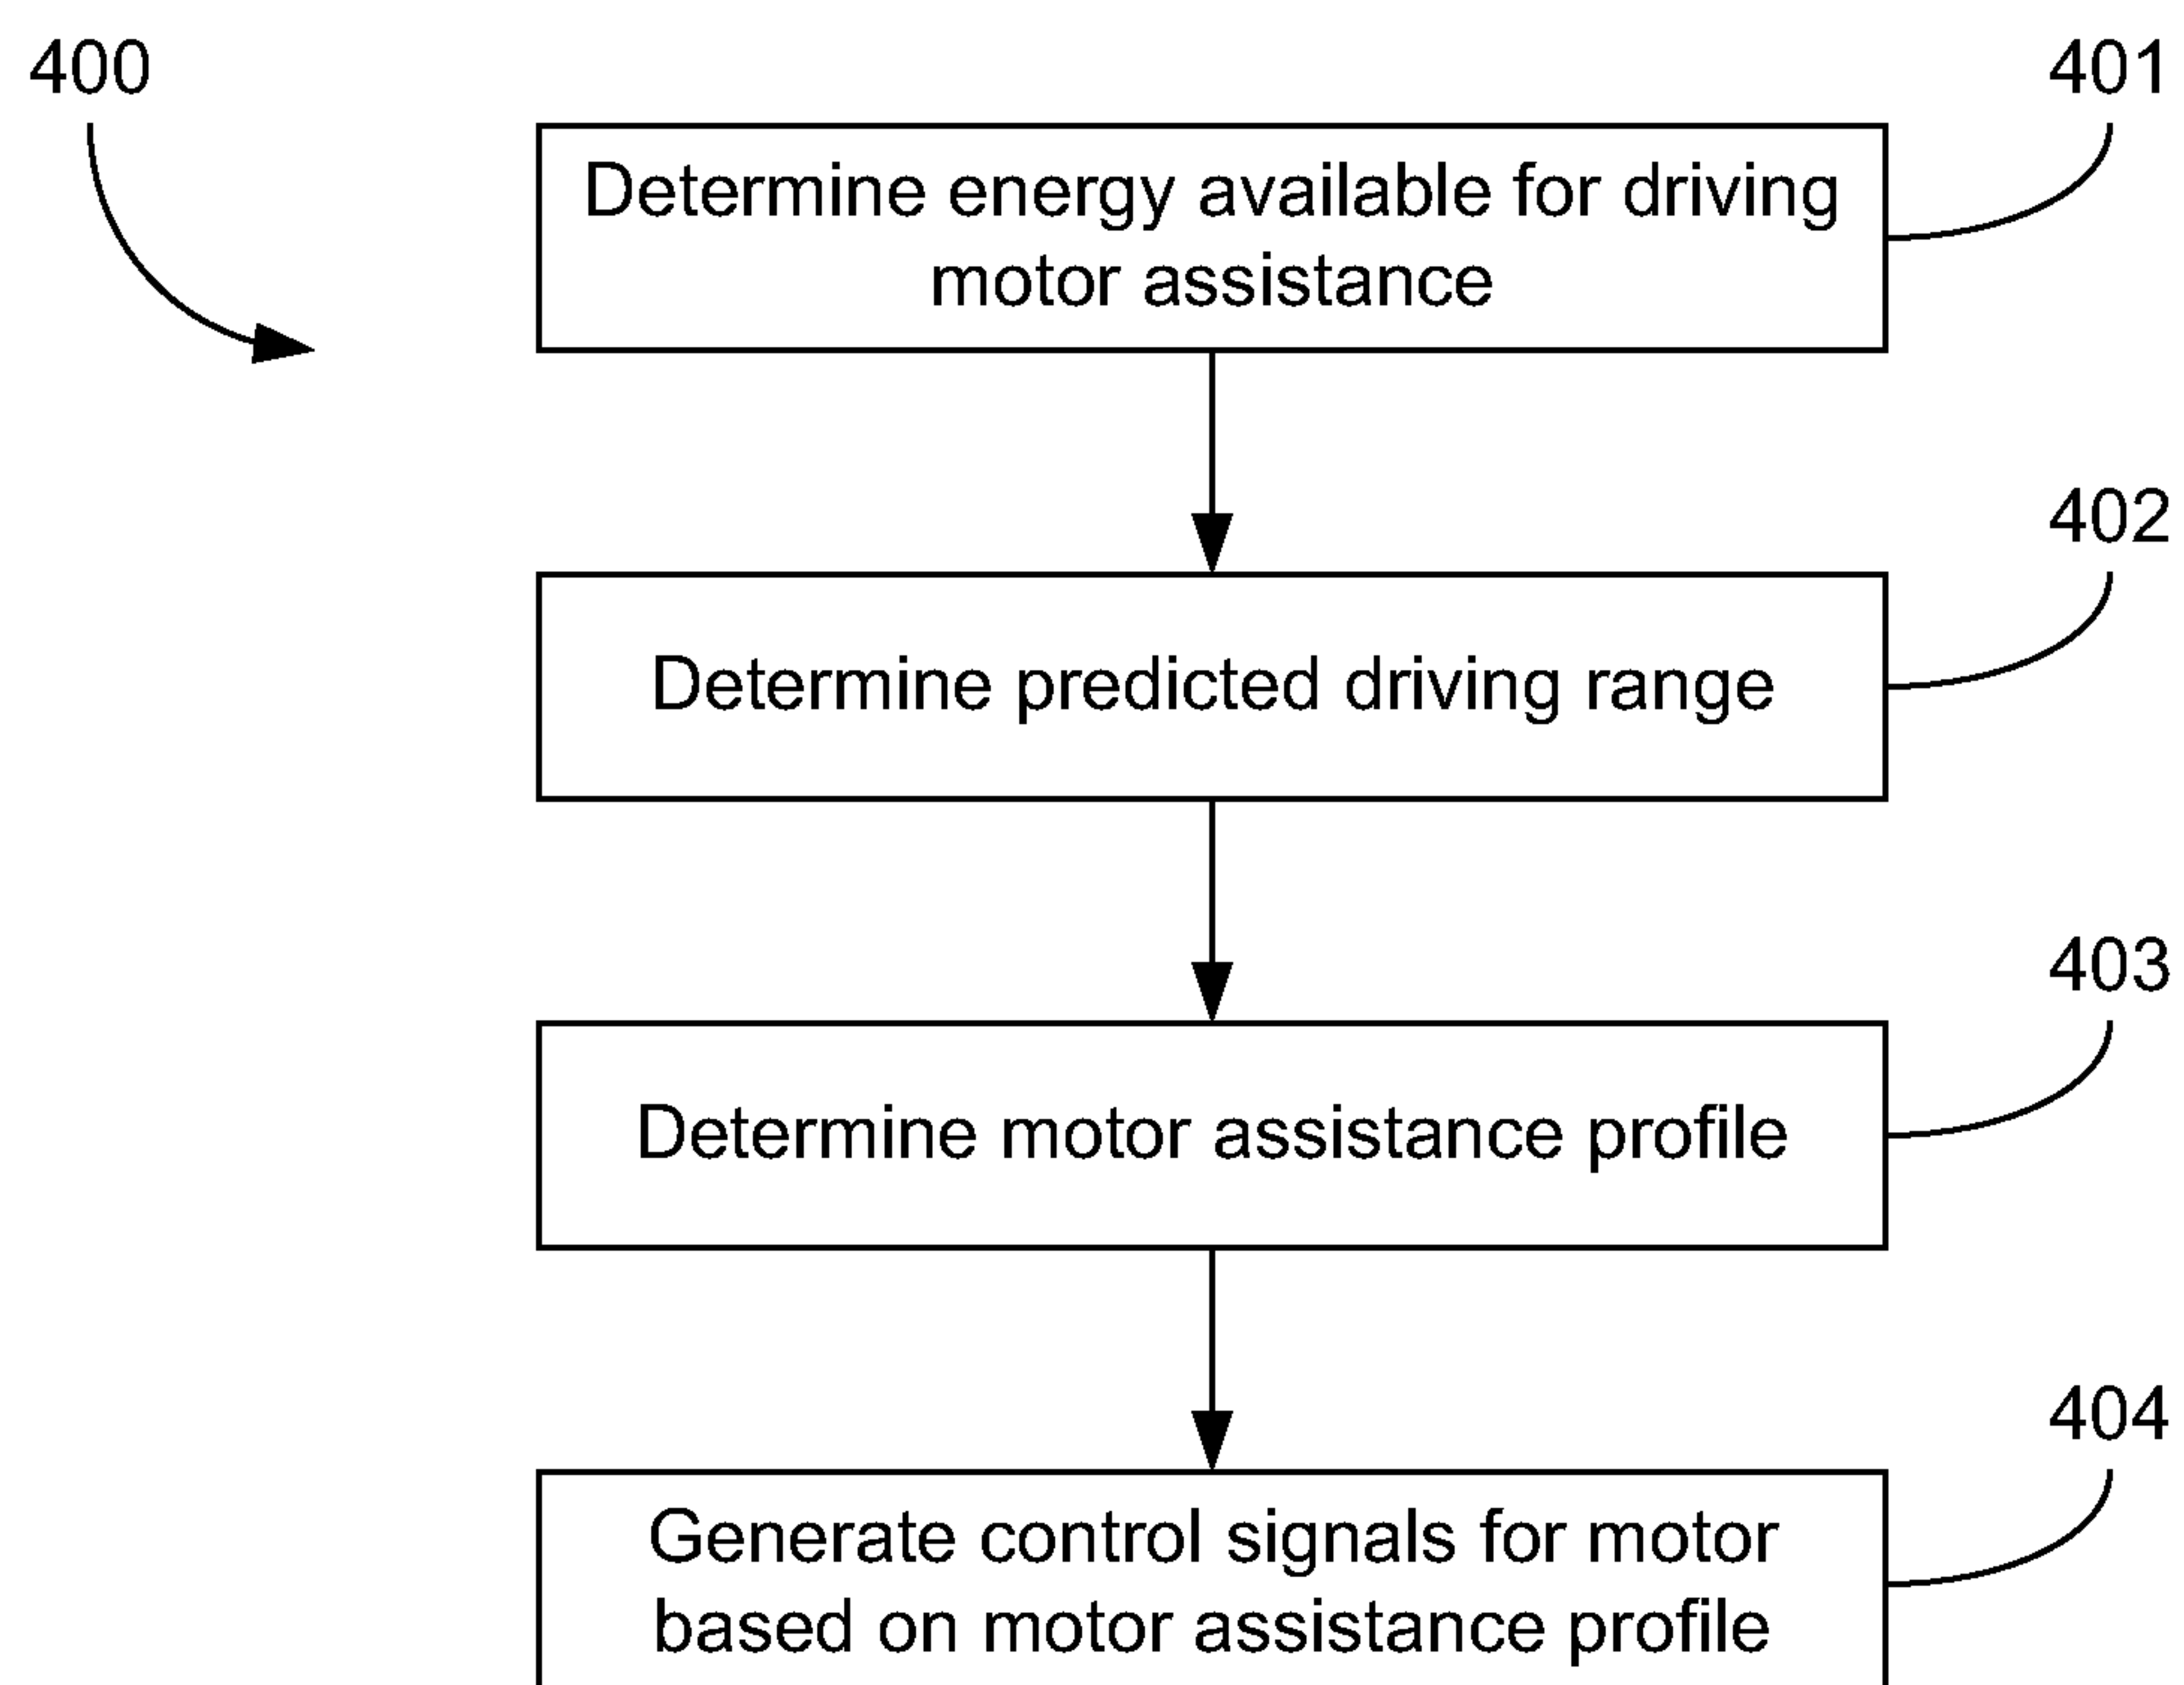 400
401
Determine energy available for driving
motor assistance
402
Determine predicted driving range
403
Determine motor assistance profile
404
Generate control signals for motor
based on motor assistance profile